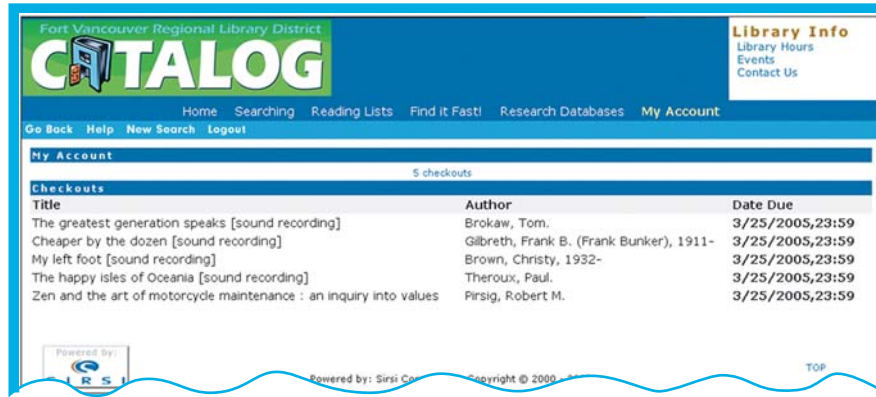 Fort Vancouver Regional Library District
CATALOG
Library Info
Library Hours
Events
Contact Us
Home Searching Reading Lists Find it Fast! Research Databases My Account
Go Back Help New Search Logout
My Account
5 checkouts
Checkouts
Title Author Date Due
The greatest generation speaks [sound recording] Brokaw, Tom. 3/25/2005,23:59
Cheaper by the dozen [sound recording] Gilbreth, Frank B. (Frank Bunker), 1911- 3/25/2005,23:59
My left foot [sound recording] Brown, Christy, 1932- 3/25/2005,23:59
The happy isles of Oceania [sound recording] Theroux, Paul. 3/25/2005,23:59
Zen and the art of motorcycle maintenance : an inquiry into values Pirsig, Robert M. 3/25/2005,23:59
Powered by:
SIRSI
Powered by: Sirsi Copyright © 2000 -
TOP